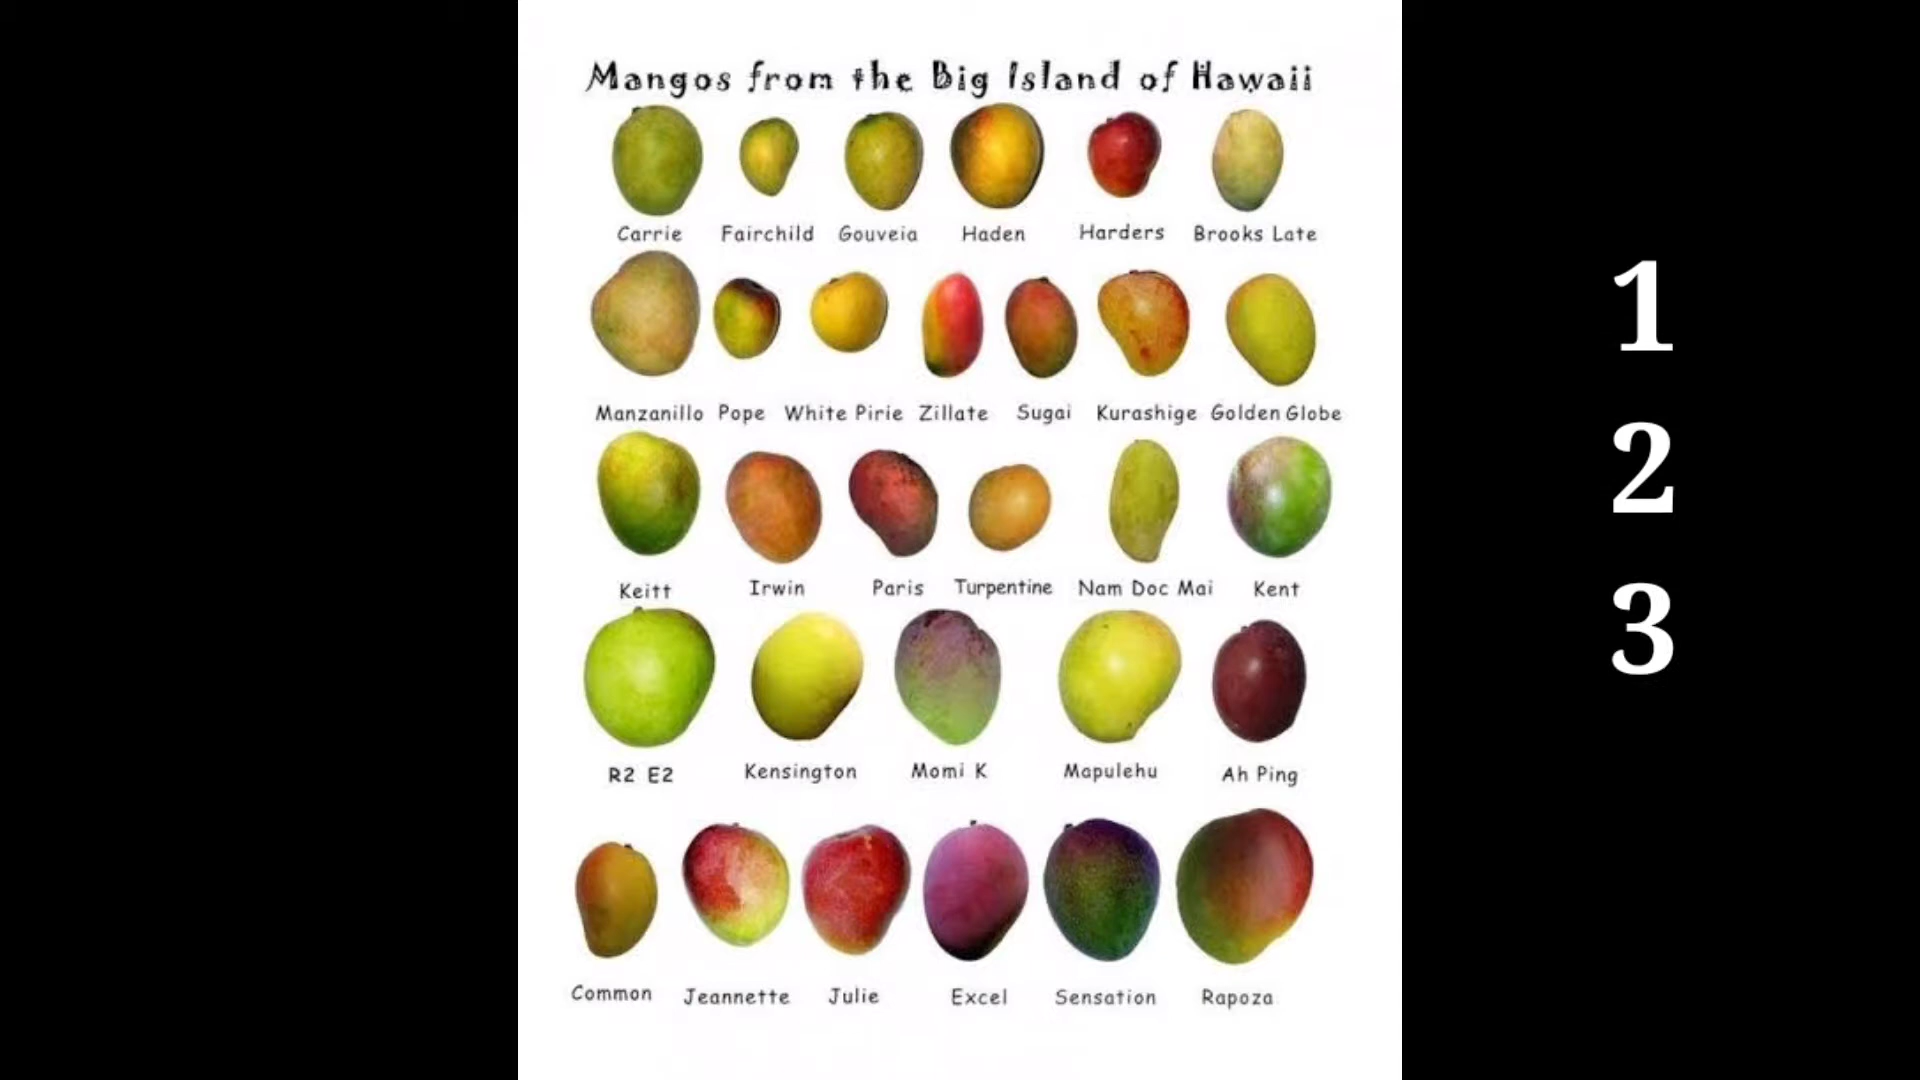 Mangos from the Big Island of Hawaii
Carrie Fairchild Gouveia Haden Harders Brooks Late
Manzanillo Pope White Pirie Zillate Sugai Kurashige Golden Globe
Keitt Irwin Paris Turpentine Nam Doc Mai Kent
R2 E2 Kensington Momi K Mapulehu Ah Ping
Common Jeannette Julie Excel Sensation Rapoza
1
2
3